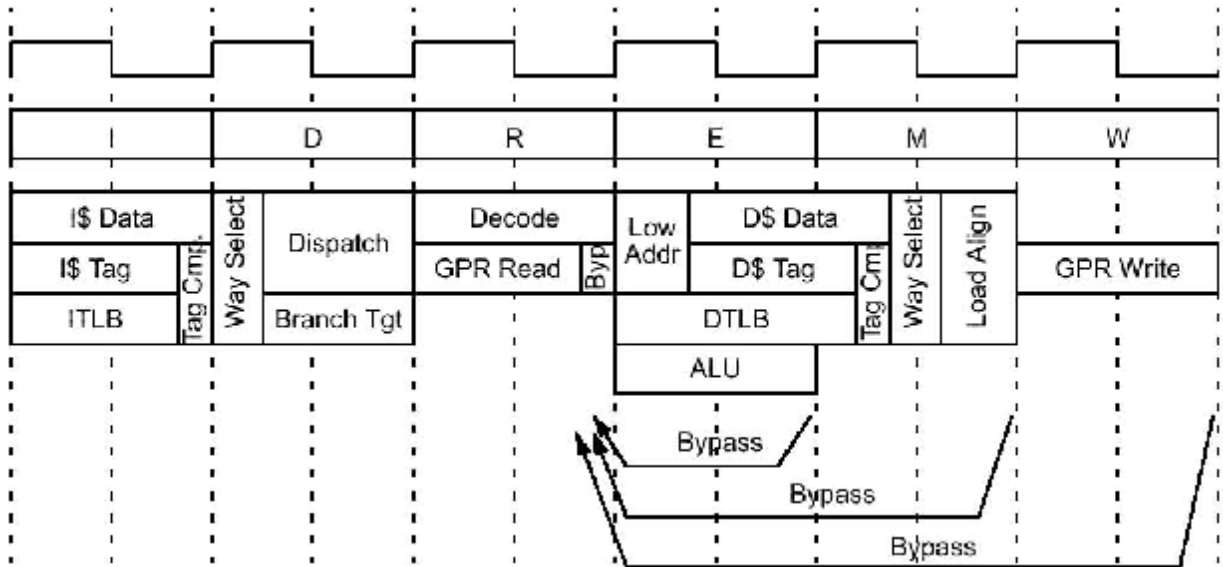 I
D
R
E
M
W
I$ Data
I$ Tag
ITLB
Tag Cmp.
Way Select
Dispatch
Branch Tgt
Decode
GPR Read
Byp
Low
Addr
D$ Data
D$ Tag
DTLB
ALU
Tag Cmp
Way Select
Load Align
GPR Write
Bypass
Bypass
Bypass